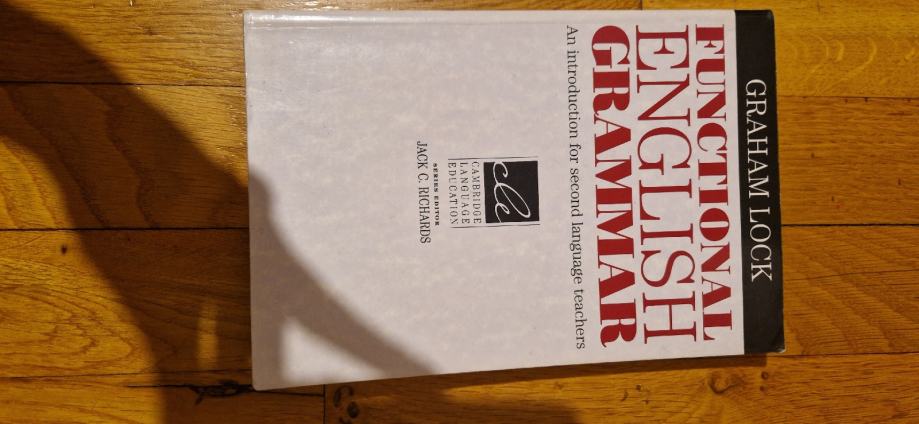 GRAHAM LOCK
FUNCTIONAL
ENGLISH
GRAMMAR
An introduction for second language teachers
cle
CAMBRIDGE
LANGUAGE
EDUCATION
SERIES EDITOR
JACK C. RICHARDS